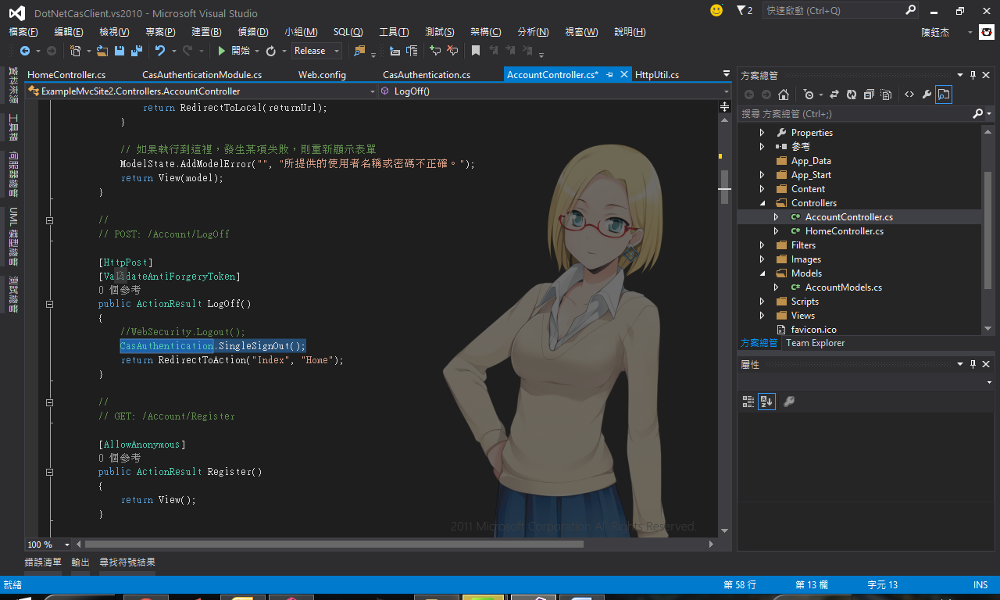 DotNetCasClient.vs2010 - Microsoft Visual Studio
2
快速啟動 (Ctrl+Q)
檔案(F) 編輯(E) 檢視(V) 專案(P) 建置(B) 偵錯(D) 小組(M) SQL(Q) 工具(T) 測試(S) 架構(C) 分析(N) 視窗(W) 說明(H)
陳鈺杰
開始 Release
資料來源
工具箱
伺服器總管
UML 模型總管
測試總管
HomeController.cs CasAuthenticationModule.cs Web.config CasAuthentication.cs AccountController.cs* HttpUtil.cs
ExampleMvcSite2.Controllers.AccountController LogOff()
return RedirectToLocal(returnUrl);
}
// 如果執行到這裡，發生某項失敗，則重新顯示表單
ModelState.AddModelError("", "所提供的使用者名稱或密碼不正確。");
return View(model);
}
//
// POST: /Account/LogOff
[HttpPost]
[ValidateAntiForgeryToken]
0 個參考
public ActionResult LogOff()
{
//WebSecurity.Logout();
CasAuthentication.SingleSignOut();
return RedirectToAction("Index", "Home");
}
//
// GET: /Account/Register
[AllowAnonymous]
0 個參考
public ActionResult Register()
{
return View();
}
2011 Microsoft Corporation All Rights Reserved.
100 %
方案總管
搜尋 方案總管 (Ctrl+;)
Properties
參考
App_Data
App_Start
Content
Controllers
C# AccountController.cs
C# HomeController.cs
Filters
Images
Models
C# AccountModels.cs
Scripts
Views
favicon.ico
方案總管 Team Explorer
屬性
錯誤清單 輸出 尋找符號結果
就緒 第 58 行 第 13 欄 字元 13 INS